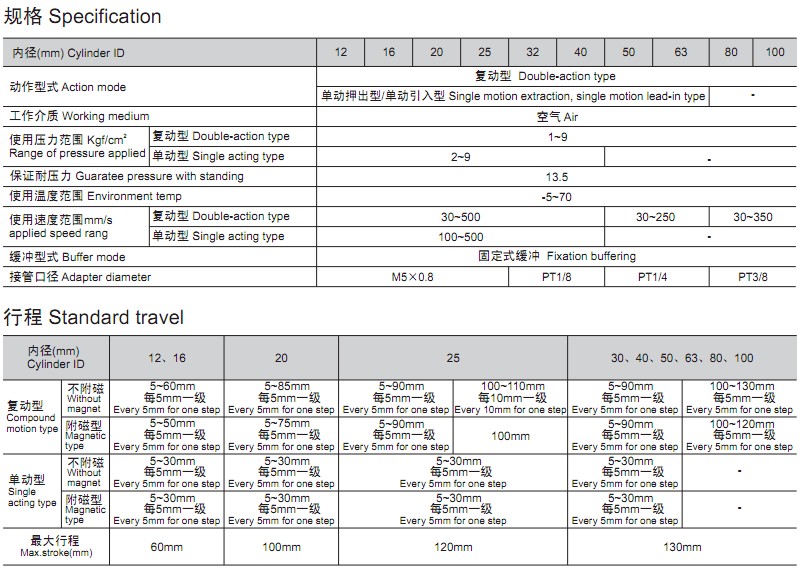 规格 Specification
内径(mm) Cylinder ID 12 16 20 25 32 40 50 63 80 100
动作型式 Action mode 复动型 Double-action type
单动押出型/单动引入型 Single motion extraction, single motion lead-in type -
工作介质 Working medium 空气 Air
使用压力范围 Kgf/cm² 复动型 Double-action type 1~9
Range of pressure applied 单动型 Single acting type 2~9 -
保证耐压力 Guaratee pressure with standing 13.5
使用温度范围 Environment temp -5~70
使用速度范围mm/s 复动型 Double-action type 30~500 30~250 30~350
applied speed rang 单动型 Single acting type 100~500 -
缓冲型式 Buffer mode 固定式缓冲 Fixation buffering
接管口径 Adapter diameter M5×0.8 PT1/8 PT1/4 PT3/8
行程 Standard travel
内径(mm) 12、16 20 25 30、40、50、63、80、100
Cylinder ID
复动型 Compound motion type 不附磁 Without magnet 5~60mm 5~85mm 5~90mm 100~110mm 5~90mm 100~130mm
每5mm一级 每5mm一级 每5mm一级 每10mm一级 每5mm一级 每5mm一级
Every 5mm for one step Every 5mm for one step Every 5mm for one step Every 10mm for one step Every 5mm for one step Every 5mm for one step
附磁型 Magnetic type 5~50mm 5~75mm 5~90mm 100mm 5~90mm 100~120mm
每5mm一级 每5mm一级 每5mm一级 每5mm一级 每5mm一级
Every 5mm for one step Every 5mm for one step Every 5mm for one step Every 5mm for one step Every 5mm for one step
单动型 Single acting type 不附磁 Without magnet 5~30mm 5~30mm 5~30mm 5~30mm -
每5mm一级 每5mm一级 每5mm一级 每5mm一级
Every 5mm for one step Every 5mm for one step Every 5mm for one step Every 5mm for one step
附磁型 Magnetic type 5~30mm 5~30mm 5~30mm 5~30mm -
每5mm一级 每5mm一级 每5mm一级 每5mm一级
Every 5mm for one step Every 5mm for one step Every 5mm for one step Every 5mm for one step
最大行程 60mm 100mm 120mm 130mm
Max.stroke(mm)